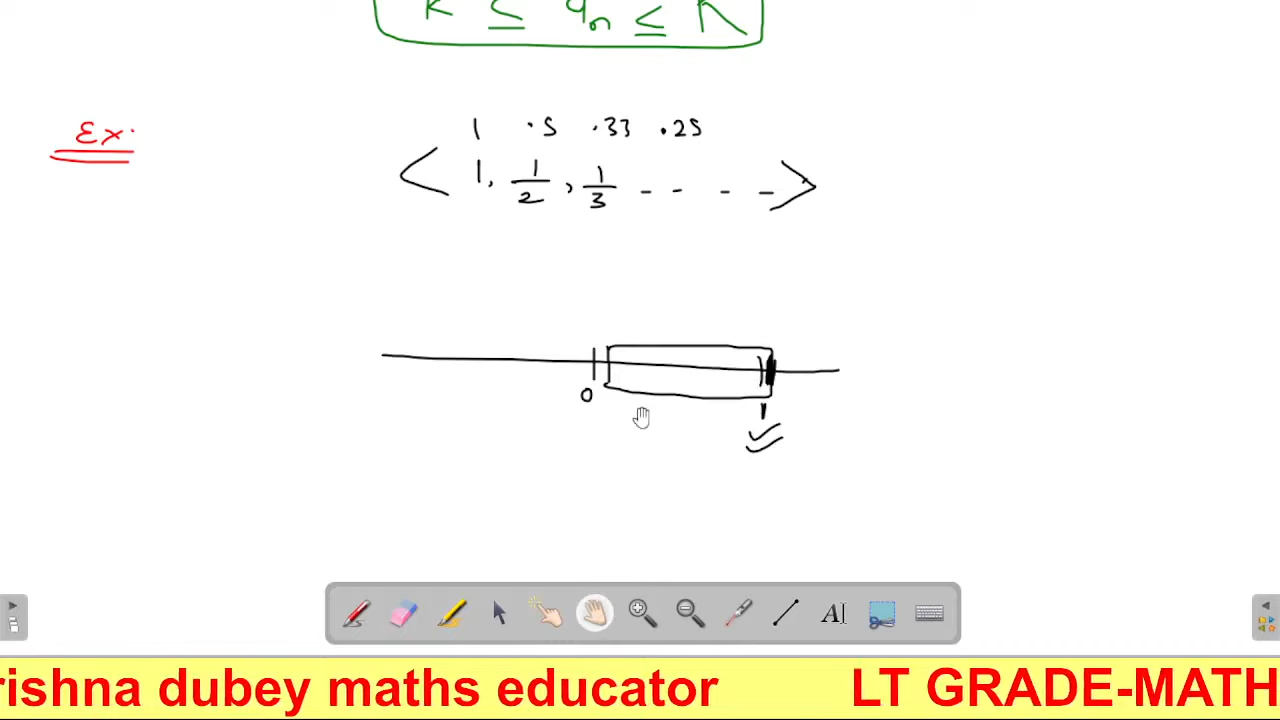 k ≤ aₙ ≤ K
Ex.
1 .5 .33 .25
< 1, 1/2, 1/3 - - - - >
0 1
AI
rishna dubey maths educator LT GRADE-MATH